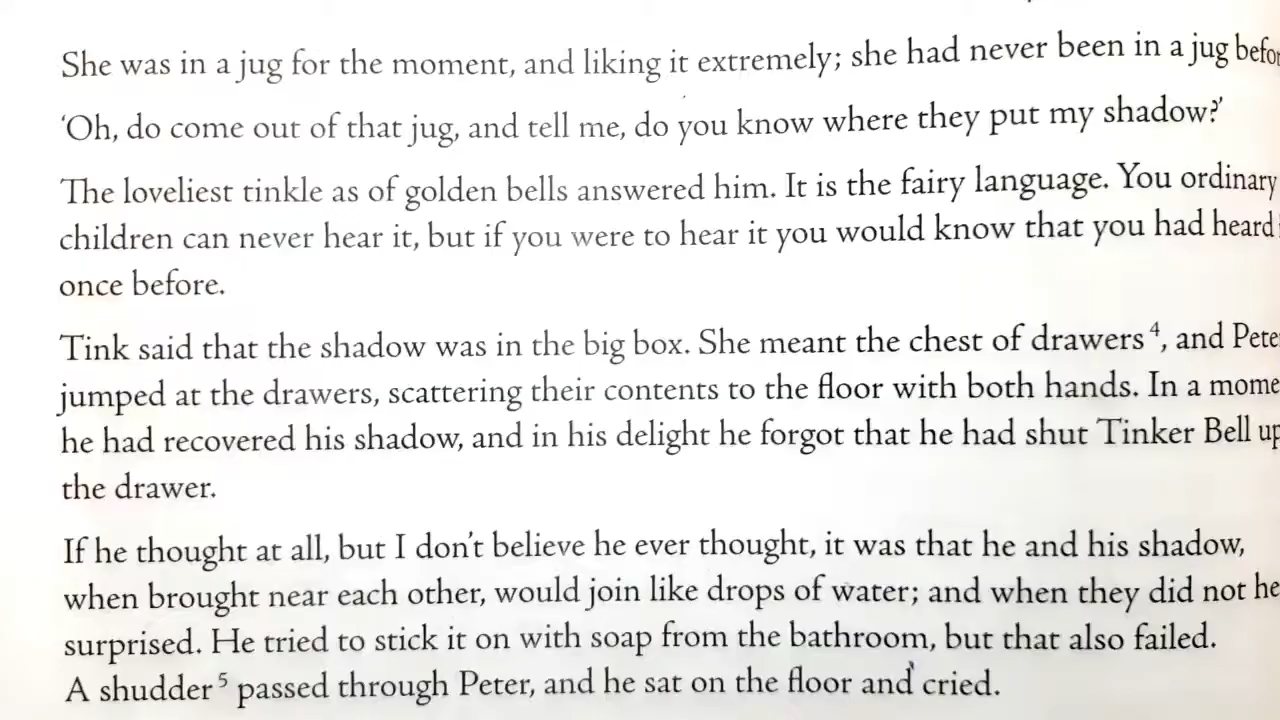 She was in a jug for the moment, and liking it extremely; she had never been in a jug befor
'Oh, do come out of that jug, and tell me, do you know where they put my shadow?'
The loveliest tinkle as of golden bells answered him. It is the fairy language. You ordinary
children can never hear it, but if you were to hear it you would know that you had heard
once before.
Tink said that the shadow was in the big box. She meant the chest of drawers⁴, and Pete
jumped at the drawers, scattering their contents to the floor with both hands. In a mome
he had recovered his shadow, and in his delight he forgot that he had shut Tinker Bell up
the drawer.
If he thought at all, but I don't believe he ever thought, it was that he and his shadow,
when brought near each other, would join like drops of water; and when they did not he
surprised. He tried to stick it on with soap from the bathroom, but that also failed.
A shudder⁵ passed through Peter, and he sat on the floor and cried.